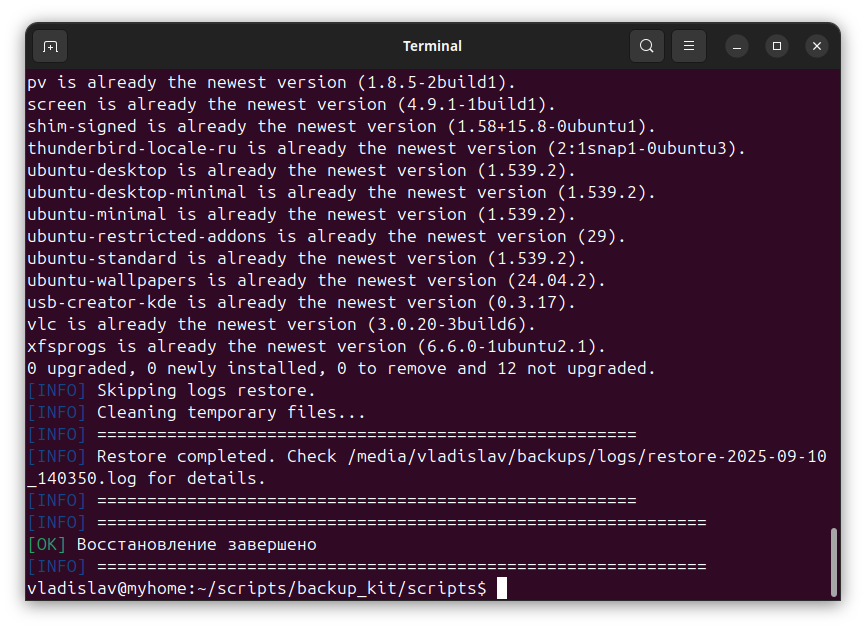 Terminal
pv is already the newest version (1.8.5-2build1).
screen is already the newest version (4.9.1-1build1).
shim-signed is already the newest version (1.58+15.8-0ubuntu1).
thunderbird-locale-ru is already the newest version (2:1snap1-0ubuntu3).
ubuntu-desktop is already the newest version (1.539.2).
ubuntu-desktop-minimal is already the newest version (1.539.2).
ubuntu-minimal is already the newest version (1.539.2).
ubuntu-restricted-addons is already the newest version (29).
ubuntu-standard is already the newest version (1.539.2).
ubuntu-wallpapers is already the newest version (24.04.2).
usb-creator-kde is already the newest version (0.3.17).
vlc is already the newest version (3.0.20-3build6).
xfsprogs is already the newest version (6.6.0-1ubuntu2.1).
0 upgraded, 0 newly installed, 0 to remove and 12 not upgraded.
[INFO] Skipping logs restore.
[INFO] Cleaning temporary files...
[INFO] ======================================================
[INFO] Restore completed. Check /media/vladislav/backups/logs/restore-2025-09-10
_140350.log for details.
[INFO] ======================================================
[INFO] =============================================================
[OK] Восстановление завершено
[INFO] =============================================================
vladislav@myhome:~/scripts/backup_kit/scripts$